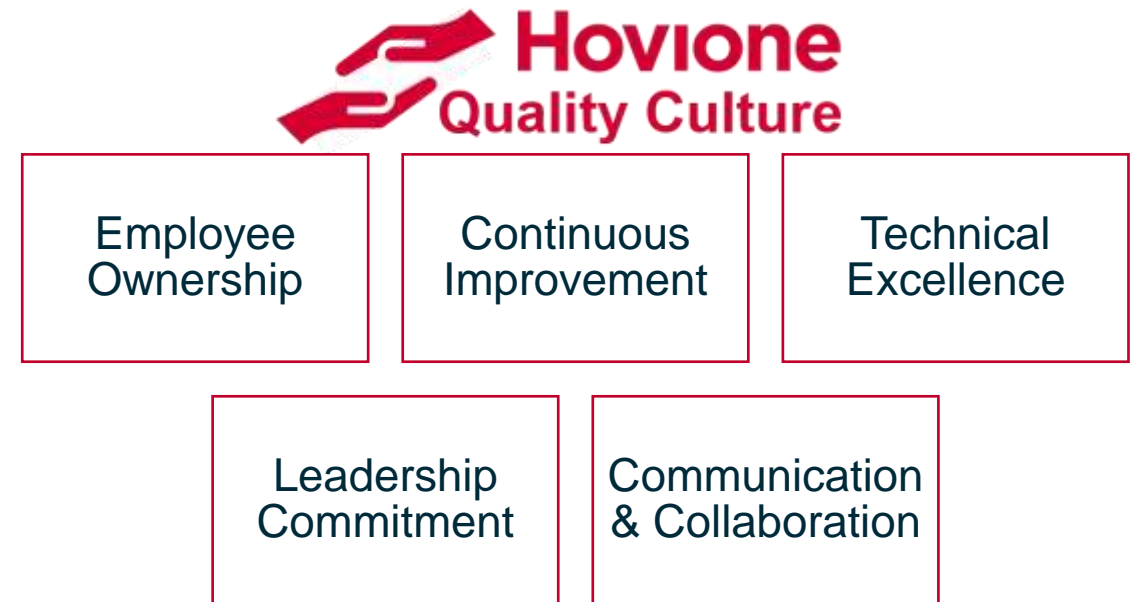 Hovione
Quality Culture
Employee
Ownership
Continuous
Improvement
Technical
Excellence
Leadership
Commitment
Communication
& Collaboration